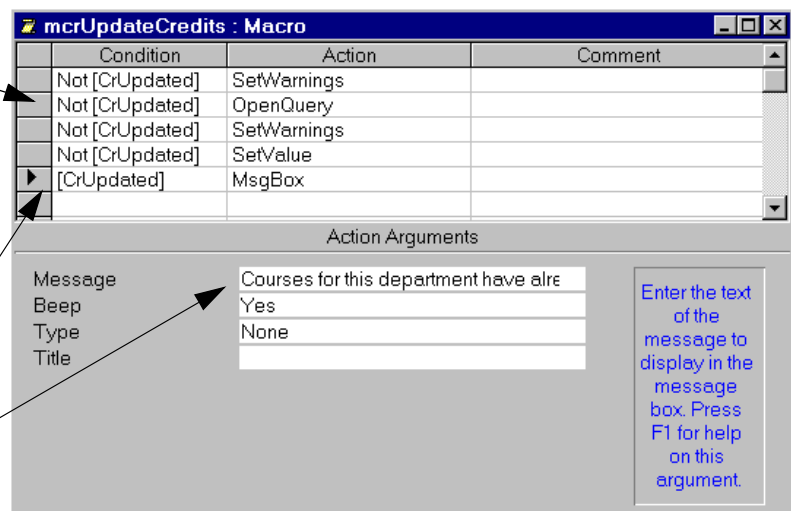 mcrUpdateCredits : Macro
Condition Action Comment
Not [CrUpdated] SetWarnings
Not [CrUpdated] OpenQuery
Not [CrUpdated] SetWarnings
Not [CrUpdated] SetValue
[CrUpdated] MsgBox
Action Arguments
Message Courses for this department have alre
Beep Yes
Type None
Title
Enter the text
of the
message to
display in the
message
box. Press
F1 for help
on this
argument.